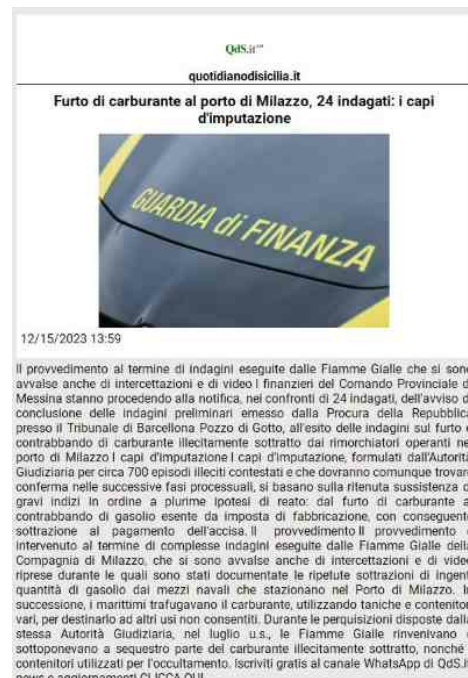 QdS.it
quotidianodisicilia.it
Furto di carburante al porto di Milazzo, 24 indagati: i capi
d'imputazione
GUARDIA di FINANZA
12/15/2023 13:59
Il provvedimento al termine di indagini eseguite dalle Fiamme Gialle che si sono
avvalse anche di intercettazioni e di video I finanzieri del Comando Provinciale d
Messina stanno procedendo alla notifica, nei confronti di 24 indagati, dell'avviso d
conclusione delle indagini preliminari emesso dalla Procura della Repubblica
presso il Tribunale di Barcellona Pozzo di Gotto, all'esito delle indagini sul furto e
contrabbando di carburante illecitamente sottratto dai rimorchiatori operanti ne
porto di Milazzo I capi d'imputazione I capi d'imputazione, formulati dall'Autorità
Giudiziaria per circa 700 episodi illeciti contestati e che dovranno comunque trovare
conferma nelle successive fasi processuali, si basano sulla ritenuta sussistenza d
gravi indizi in ordine a plurime ipotesi di reato: dal furto di carburante a
contrabbando di gasolio esente da imposta di fabbricazione, con conseguente
sottrazione al pagamento dell'accisa. Il provvedimento Il provvedimento è
intervenuto al termine di complesse indagini eseguite dalle Fiamme Gialle della
Compagnia di Milazzo, che si sono avvalse anche di intercettazioni e di video
riprese durante le quali sono stati documentate le ripetute sottrazioni di ingent
quantità di gasolio dai mezzi navali che stazionano nel Porto di Milazzo. In
successione, i marittimi trafugavano il carburante, utilizzando taniche e contenitor
vari, per destinarlo ad altri usi non consentiti. Durante le perquisizioni disposte dalla
stessa Autorità Giudiziaria, nel luglio u.s., le Fiamme Gialle rinvenivano e
sottoponevano a sequestro parte del carburante illecitamente sottratto, nonché i
contenitori utilizzati per l'occultamento. Iscriviti gratis al canale WhatsApp di QdS.it
news e aggiornamenti CLICCA QUI